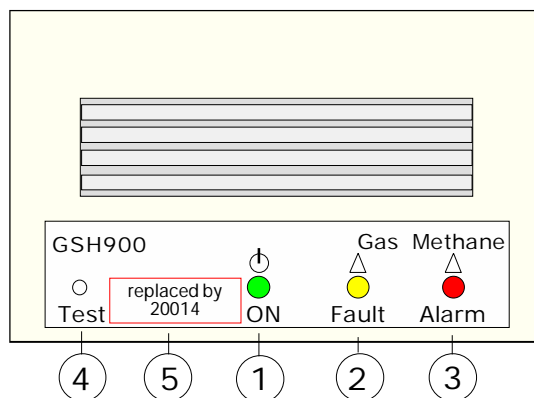 GSH900
Gas Methane
replaced by
20014
Test ON Fault Alarm
4 5 1 2 3